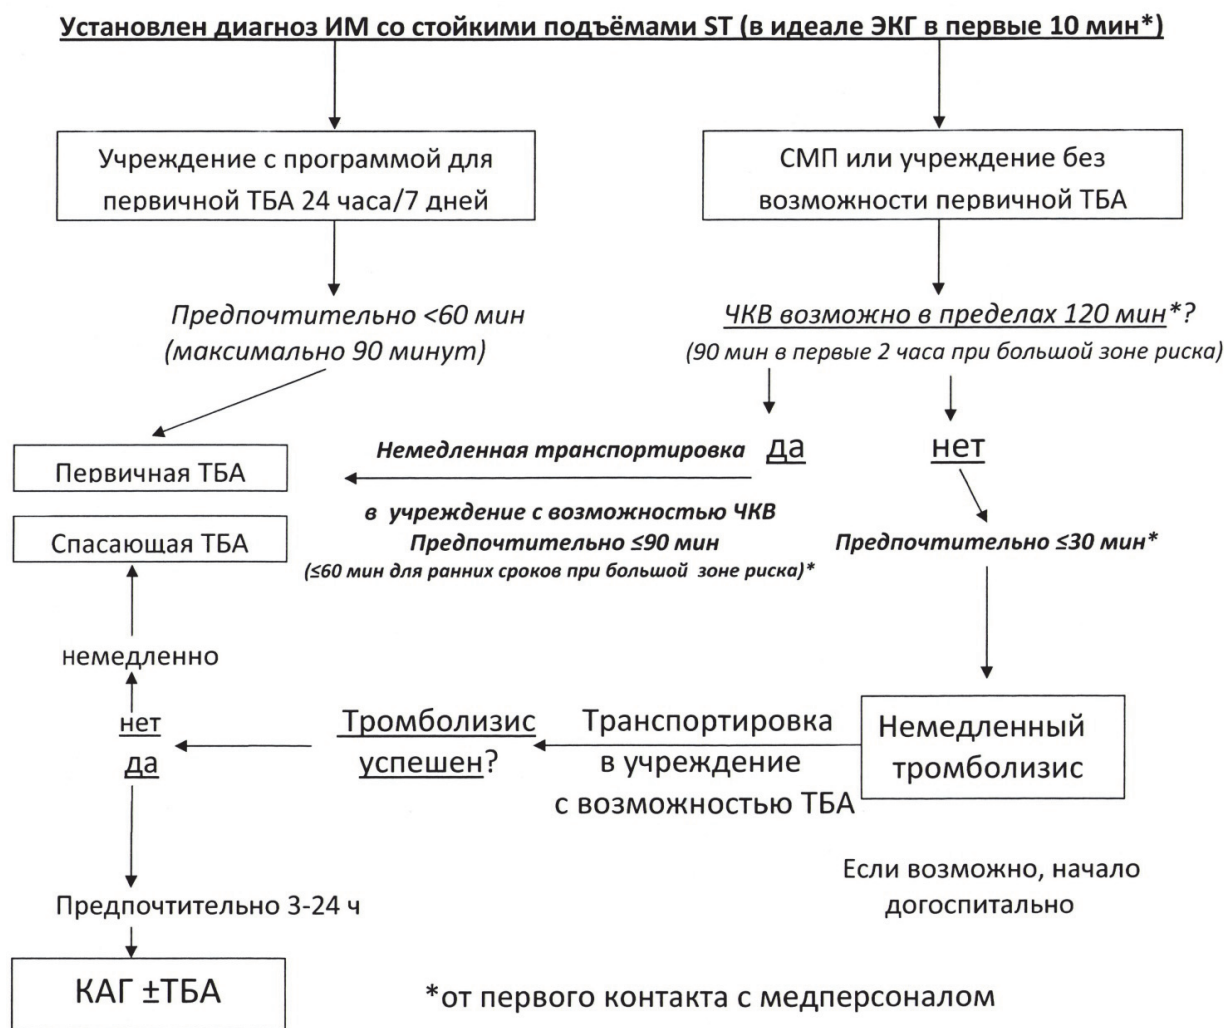 Установлен диагноз ИМ со стойкими подъёмами ST (в идеале ЭКГ в первые 10 мин*)
Учреждение с программой для
первичной ТБА 24 часа/7 дней
СМП или учреждение без
возможности первичной ТБА
Предпочтительно <60 мин
(максимально 90 минут)
ЧКВ возможно в пределах 120 мин*?
(90 мин в первые 2 часа при большой зоне риска)
Немедленная транспортировка
да
нет
Первичная ТБА
в учреждение с возможностью ЧКВ
Предпочтительно ≤90 мин
(≤60 мин для ранних сроков при большой зоне риска)*
Предпочтительно ≤30 мин*
Спасающая ТБА
немедленно
нет
да
Тромболизис
успешен?
Транспортировка
в учреждение
с возможностью ТБА
Немедленный
тромболизис
Если возможно, начало
догоспитально
Предпочтительно 3-24 ч
КАГ ±ТБА
*от первого контакта с медперсоналом